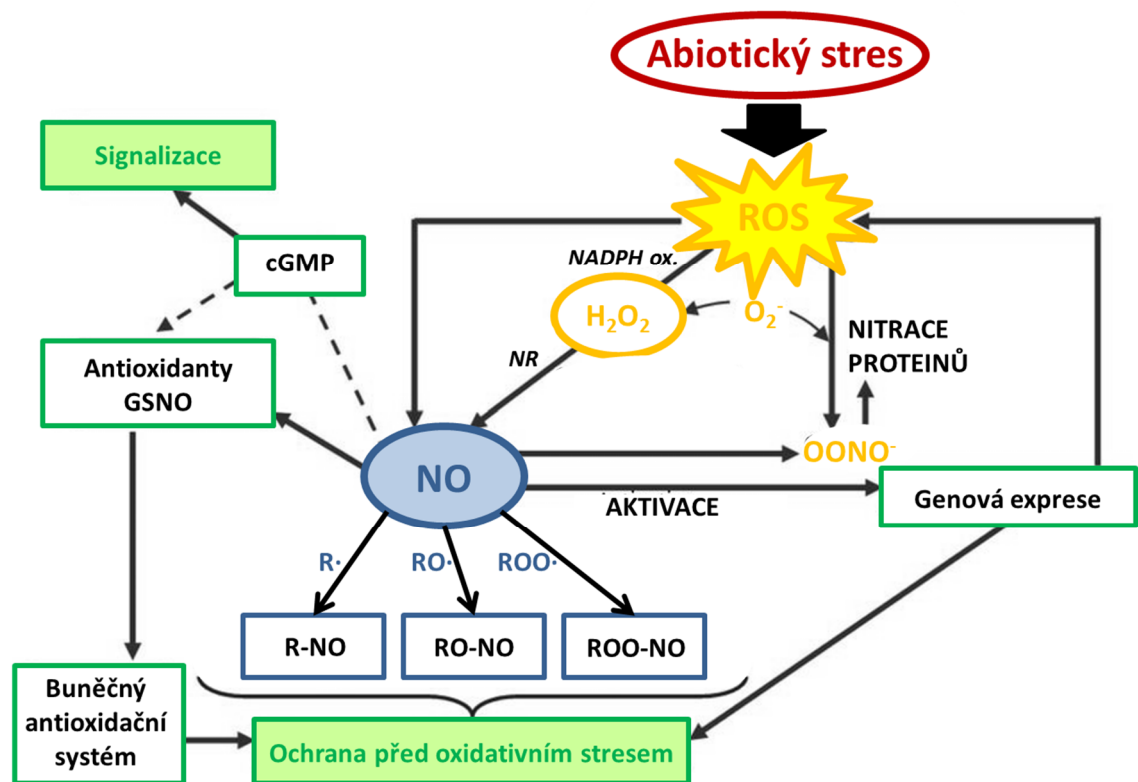 Abiotický stres
Signalizace
ROS
cGMP
NADPH ox.
H₂O₂
O₂⁻
NITRACE
PROTEINŮ
NR
Antioxidanty
GSNO
OONO⁻
NO
AKTIVACE
Genová exprese
R·
RO·
ROO·
R-NO
RO-NO
ROO-NO
Buněčný
antioxidační
systém
Ochrana před oxidativním stresem